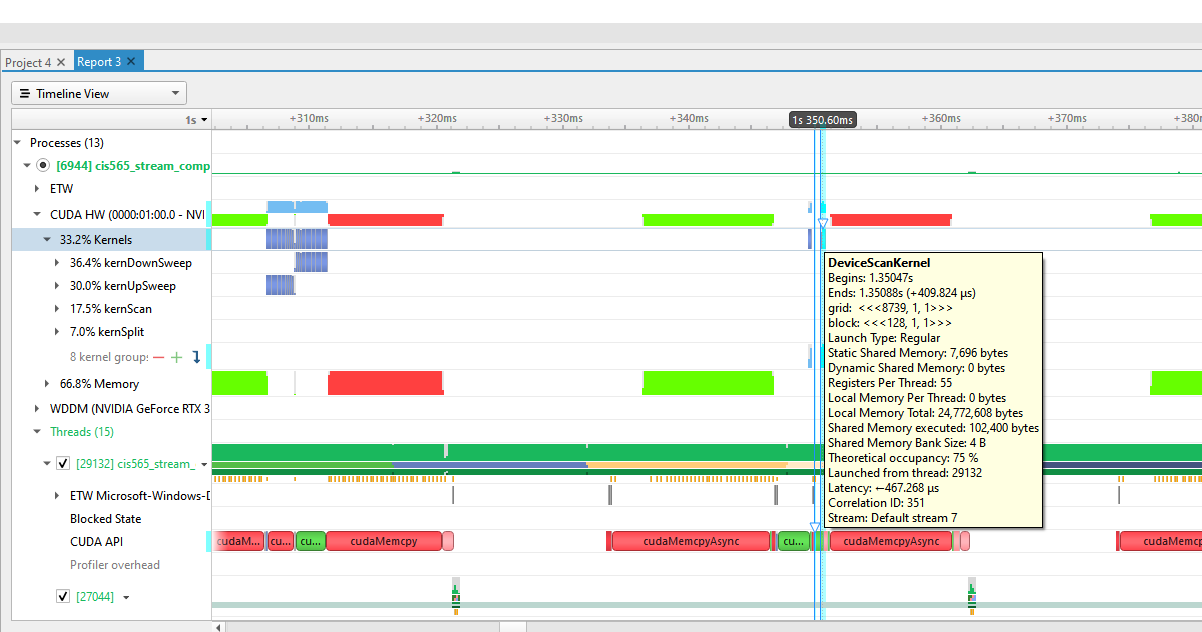 Project 4
Report 3
Timeline View
1s
+310ms
+320ms
+330ms
+340ms
1s 350.60ms
+360ms
+370ms
+380m
Processes (13)
[6944] cis565_stream_comp
ETW
CUDA HW (0000:01:00.0 - NVI
33.2% Kernels
36.4% kernDownSweep
30.0% kernUpSweep
17.5% kernScan
7.0% kernSplit
8 kernel groups
66.8% Memory
WDDM (NVIDIA GeForce RTX 3
Threads (15)
[29132] cis565_stream_
ETW Microsoft-Windows-D
Blocked State
CUDA API
cudaM...
cu...
cu...
cudaMemcpy
cudaMemcpyAsync
cu...
cudaMemcpyAsync
cudaMemcp
Profiler overhead
[27044]
DeviceScanKernel
Begins: 1.35047s
Ends: 1.35088s (+409.824 µs)
grid: <<<8739, 1, 1>>>
block: <<<128, 1, 1>>>
Launch Type: Regular
Static Shared Memory: 7,696 bytes
Dynamic Shared Memory: 0 bytes
Registers Per Thread: 55
Local Memory Per Thread: 0 bytes
Local Memory Total: 24,772,608 bytes
Shared Memory executed: 102,400 bytes
Shared Memory Bank Size: 4 B
Theoretical occupancy: 75 %
Launched from thread: 29132
Latency: ←467.268 µs
Correlation ID: 351
Stream: Default stream 7